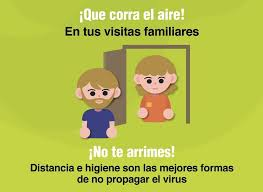 ¡Que corra el aire!
En tus visitas familiares
¡No te arrimes!
Distancia e higiene son las mejores formas
de no propagar el virus